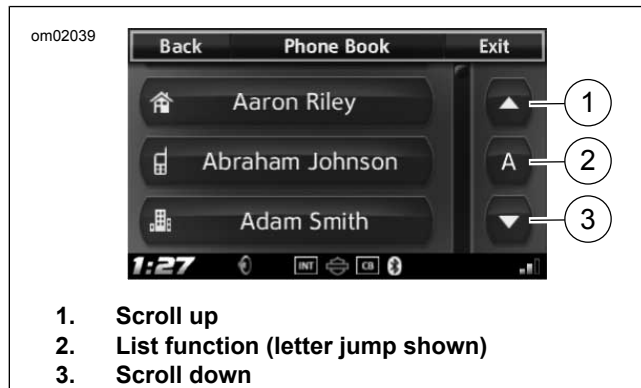 om02039
Back Phone Book Exit
Aaron Riley
1
Abraham Johnson A 2
Adam Smith 3
1:27 INT CB
1. Scroll up
2. List function (letter jump shown)
3. Scroll down